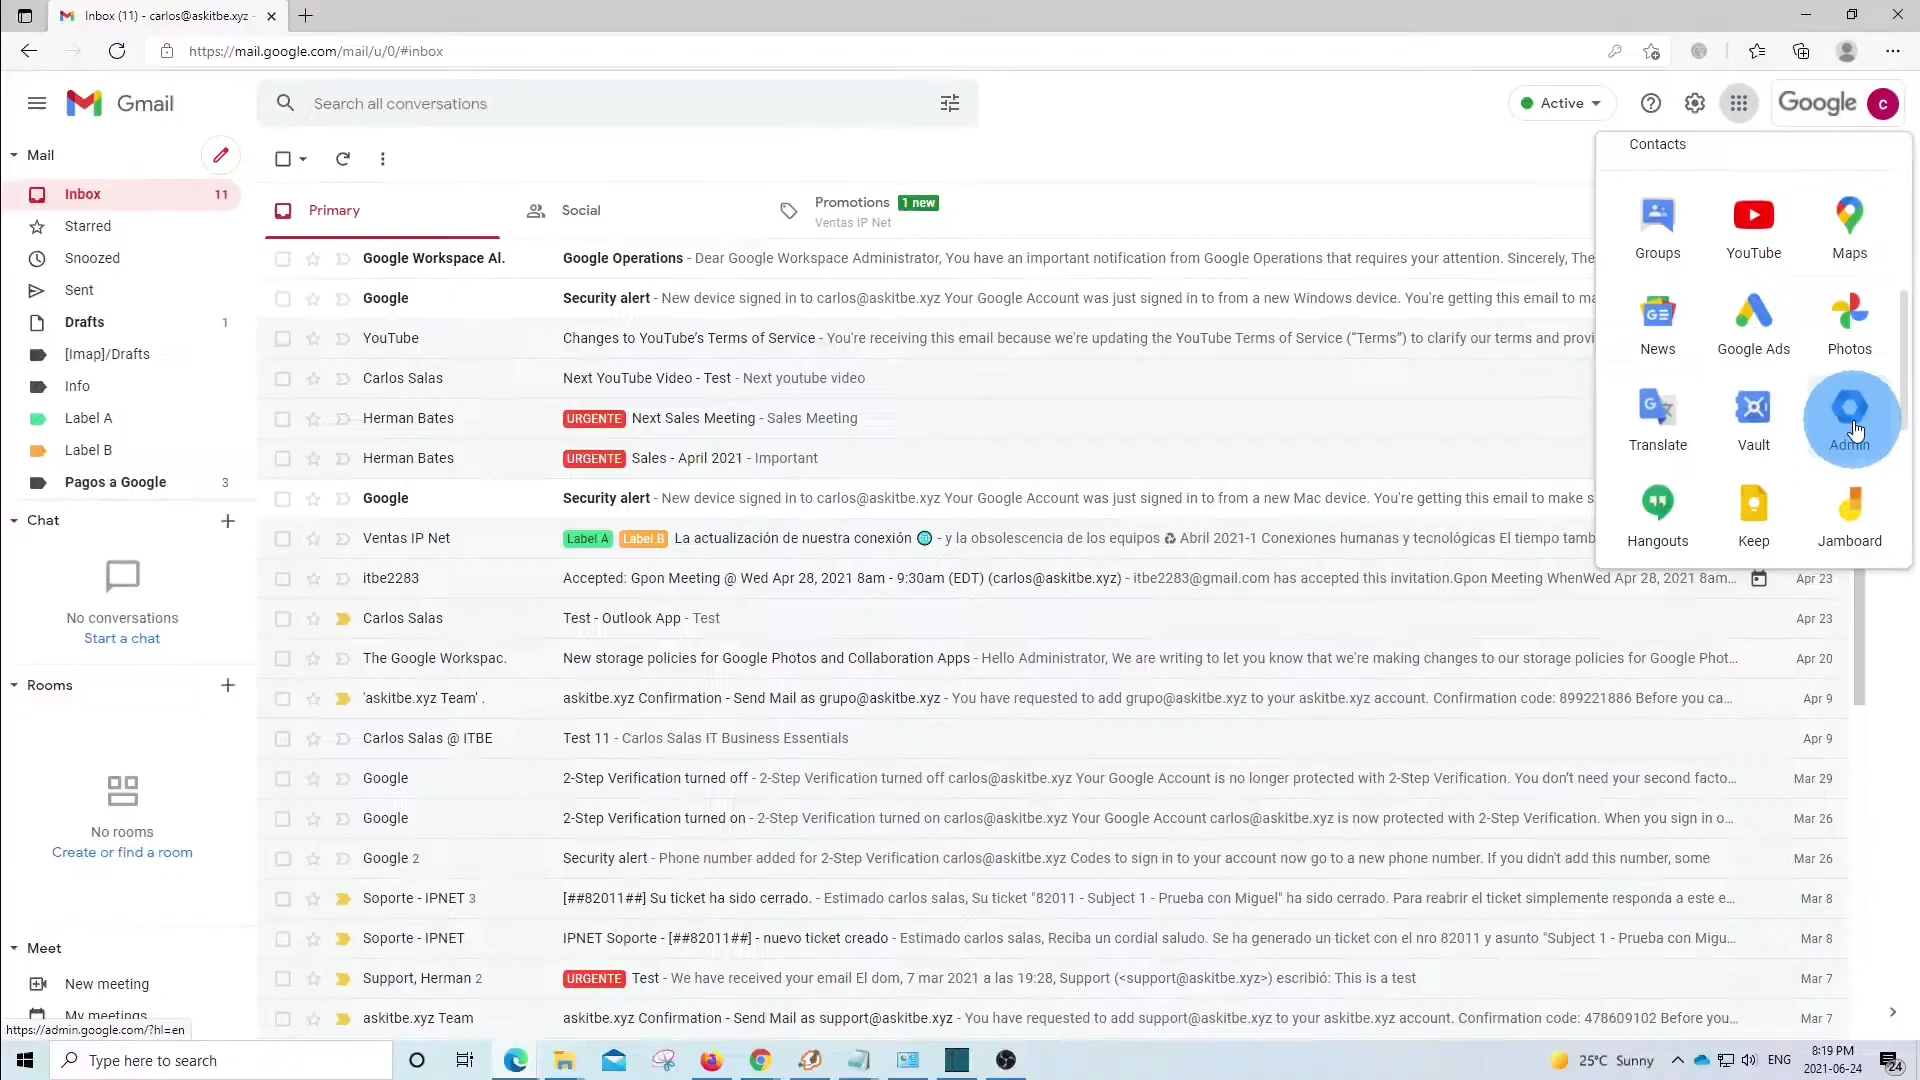 Inbox (11) - carlos@askitbe.xyz -
https://mail.google.com/mail/u/0/#inbox
Gmail
Search all conversations
Active
Google
C
Mail
Inbox 11
Starred
Snoozed
Sent
Drafts 1
[Imap]/Drafts
Info
Label A
Label B
Pagos a Google 3
Chat
No conversations
Start a chat
Rooms
No rooms
Create or find a room
Meet
New meeting
My meetings
https://admin.google.com/?hl=en
Primary
Social
Promotions 1 new
Ventas IP Net
Google Workspace Al. Google Operations - Dear Google Workspace Administrator, You have an important notification from Google Operations that requires your attention. Sincerely, The
Google Security alert - New device signed in to carlos@askitbe.xyz Your Google Account was just signed in to from a new Windows device. You're getting this email to ma
YouTube Changes to YouTube's Terms of Service - You're receiving this email because we're updating the YouTube Terms of Service (“Terms”) to clarify our terms and provi
Carlos Salas Next YouTube Video - Test - Next youtube video
Herman Bates URGENTE Next Sales Meeting - Sales Meeting
Herman Bates URGENTE Sales - April 2021 - Important
Google Security alert - New device signed in to carlos@askitbe.xyz Your Google Account was just signed in to from a new Mac device. You're getting this email to make s
Ventas IP Net Label A Label B La actualización de nuestra conexión - y la obsolescencia de los equipos ♻ Abril 2021-1 Conexiones humanas y tecnológicas El tiempo tamb
itbe2283 Accepted: Gpon Meeting @ Wed Apr 28, 2021 8am - 9:30am (EDT) (carlos@askitbe.xyz) - itbe2283@gmail.com has accepted this invitation.Gpon Meeting WhenWed Apr 28, 2021 8am... Apr 23
Carlos Salas Test - Outlook App - Test Apr 23
The Google Workspac. New storage policies for Google Photos and Collaboration Apps - Hello Administrator, We are writing to let you know that we're making changes to our storage policies for Google Phot... Apr 20
'askitbe.xyz Team' . askitbe.xyz Confirmation - Send Mail as grupo@askitbe.xyz - You have requested to add grupo@askitbe.xyz to your askitbe.xyz account. Confirmation code: 899221886 Before you ca... Apr 9
Carlos Salas @ ITBE Test 11 - Carlos Salas IT Business Essentials Apr 9
Google 2-Step Verification turned off - 2-Step Verification turned off carlos@askitbe.xyz Your Google Account is no longer protected with 2-Step Verification. You don't need your second facto... Mar 29
Google 2-Step Verification turned on - 2-Step Verification turned on carlos@askitbe.xyz Your Google Account carlos@askitbe.xyz is now protected with 2-Step Verification. When you sign in o... Mar 26
Google 2 Security alert - Phone number added for 2-Step Verification carlos@askitbe.xyz Codes to sign in to your account now go to a new phone number. If you didn't add this number, some Mar 26
Soporte - IPNET 3 [##82011##] Su ticket ha sido cerrado. - Estimado carlos salas, Su ticket "82011 - Subject 1 - Prueba con Miguel" ha sido cerrado. Para reabrir el ticket simplemente responda a este e... Mar 8
Soporte - IPNET IPNET Soporte - [##82011##] - nuevo ticket creado - Estimado carlos salas, Reciba un cordial saludo. Se ha generado un ticket con el nro 82011 y asunto "Subject 1 - Prueba con Migu... Mar 8
Support, Herman 2 URGENTE Test - We have received your email El dom, 7 mar 2021 a las 19:28, Support (<support@askitbe.xyz>) escribió: This is a test Mar 7
askitbe.xyz Team askitbe.xyz Confirmation - Send Mail as support@askitbe.xyz - You have requested to add support@askitbe.xyz to your askitbe.xyz account. Confirmation code: 478609102 Before you... Mar 7
Contacts
Groups YouTube Maps
News Google Ads Photos
G
Translate Vault Admin
Hangouts Keep Jamboard
Type here to search
25°C Sunny
ENG
8:19 PM
2021-06-24
24